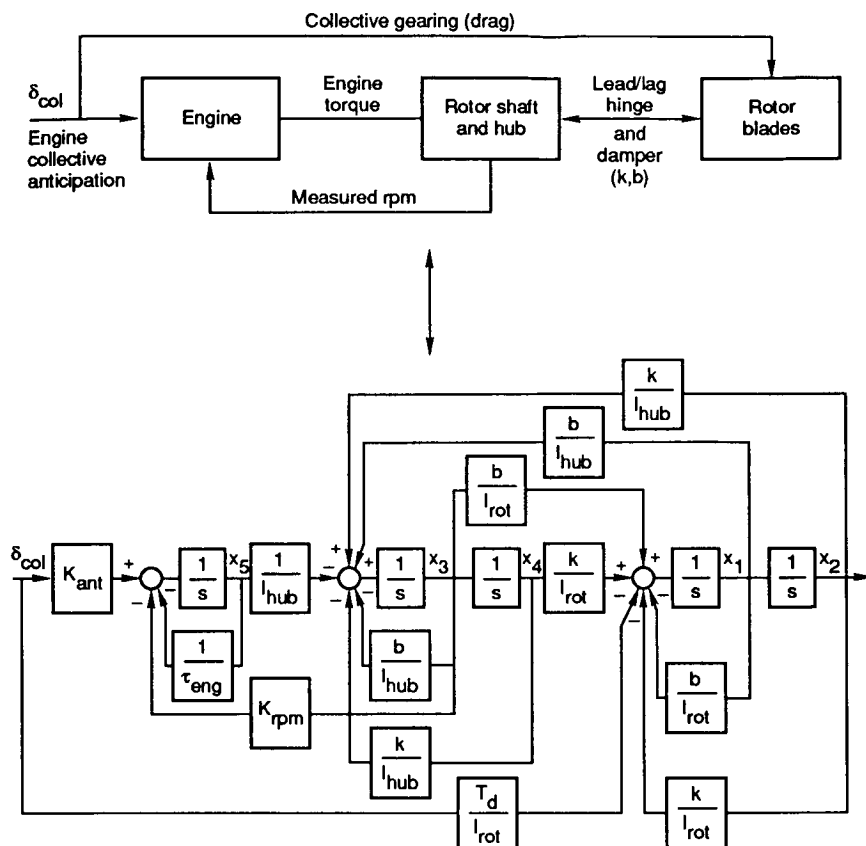 Collective gearing (drag)
δcol
Engine
collective
anticipation
Engine
Engine
torque
Rotor shaft
and hub
Lead/lag
hinge
and
damper
(k,b)
Rotor
blades
Measured rpm
k
Ihub
b
Ihub
b
Irot
δcol
Kant
+
−
−
1
s
x5
1
Ihub
−
−
+
+
−
−
1
s
x3
1
s
x4
k
Irot
+
+
−
−
−
1
s
x1
1
s
x2
1
τeng
b
Ihub
b
Irot
Krpm
k
Ihub
Td
Irot
k
Irot